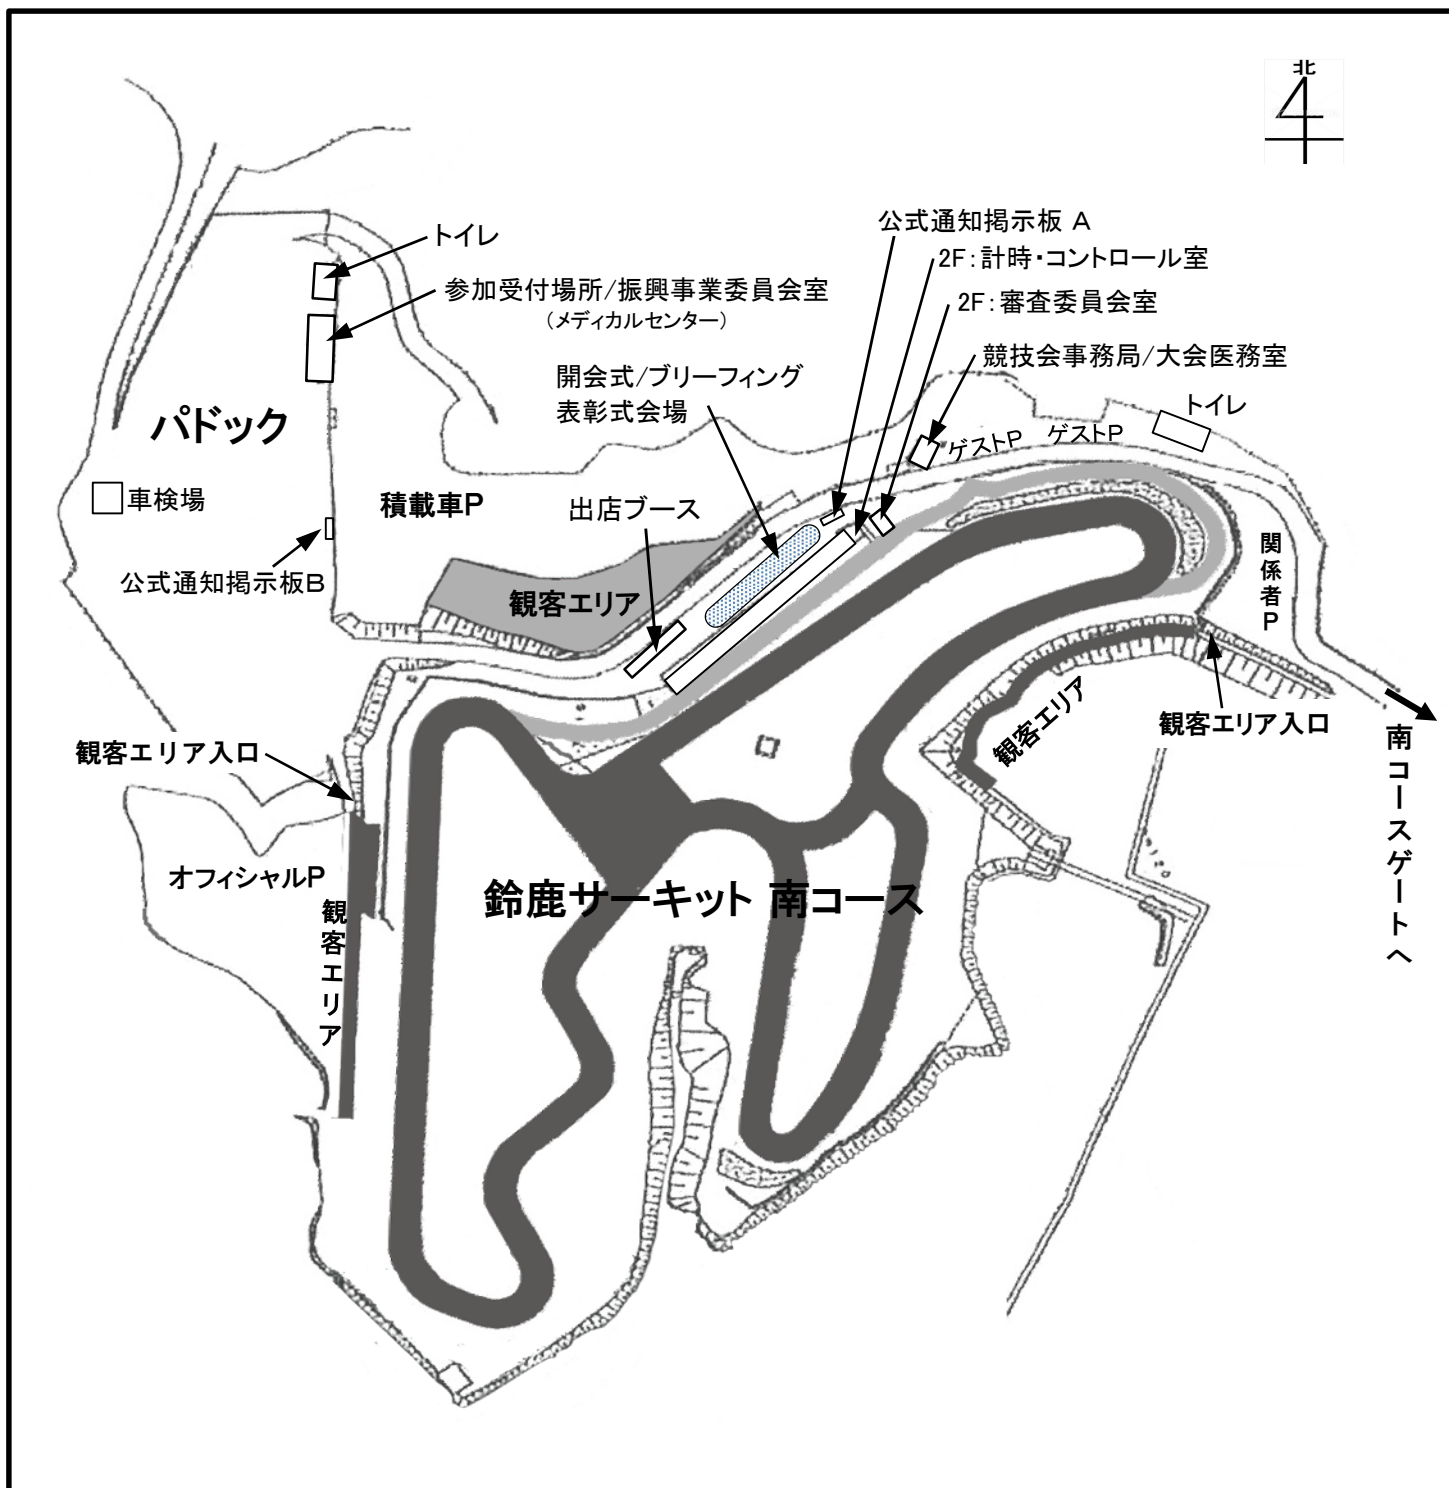 北
公式通知掲示板 A
トイレ
2F：計時・コントロール室
参加受付場所/振興事業委員会室
（メディカルセンター）
2F：審査委員会室
競技会事務局/大会医務室
開会式/ブリーフィング
表彰式会場
トイレ
パドック
ゲストP
ゲストP
車検場
積載車P
出店ブース
関係者P
公式通知掲示板B
観客エリア
観客エリア
観客エリア入口
観客エリア入口
南コースゲートへ
オフィシャルP
鈴鹿サーキット 南コース
観客エリア